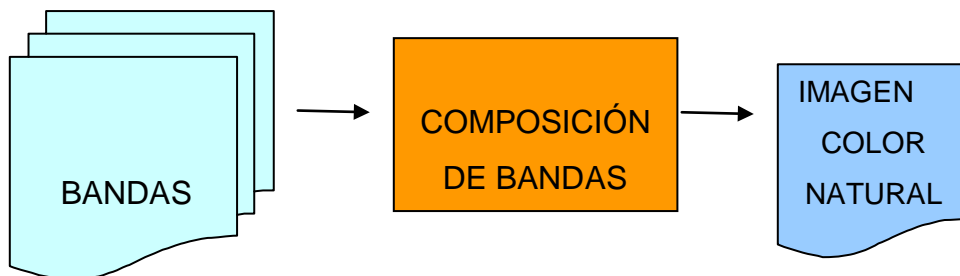 BANDAS
COMPOSICIÓN
DE BANDAS
IMAGEN
COLOR
NATURAL